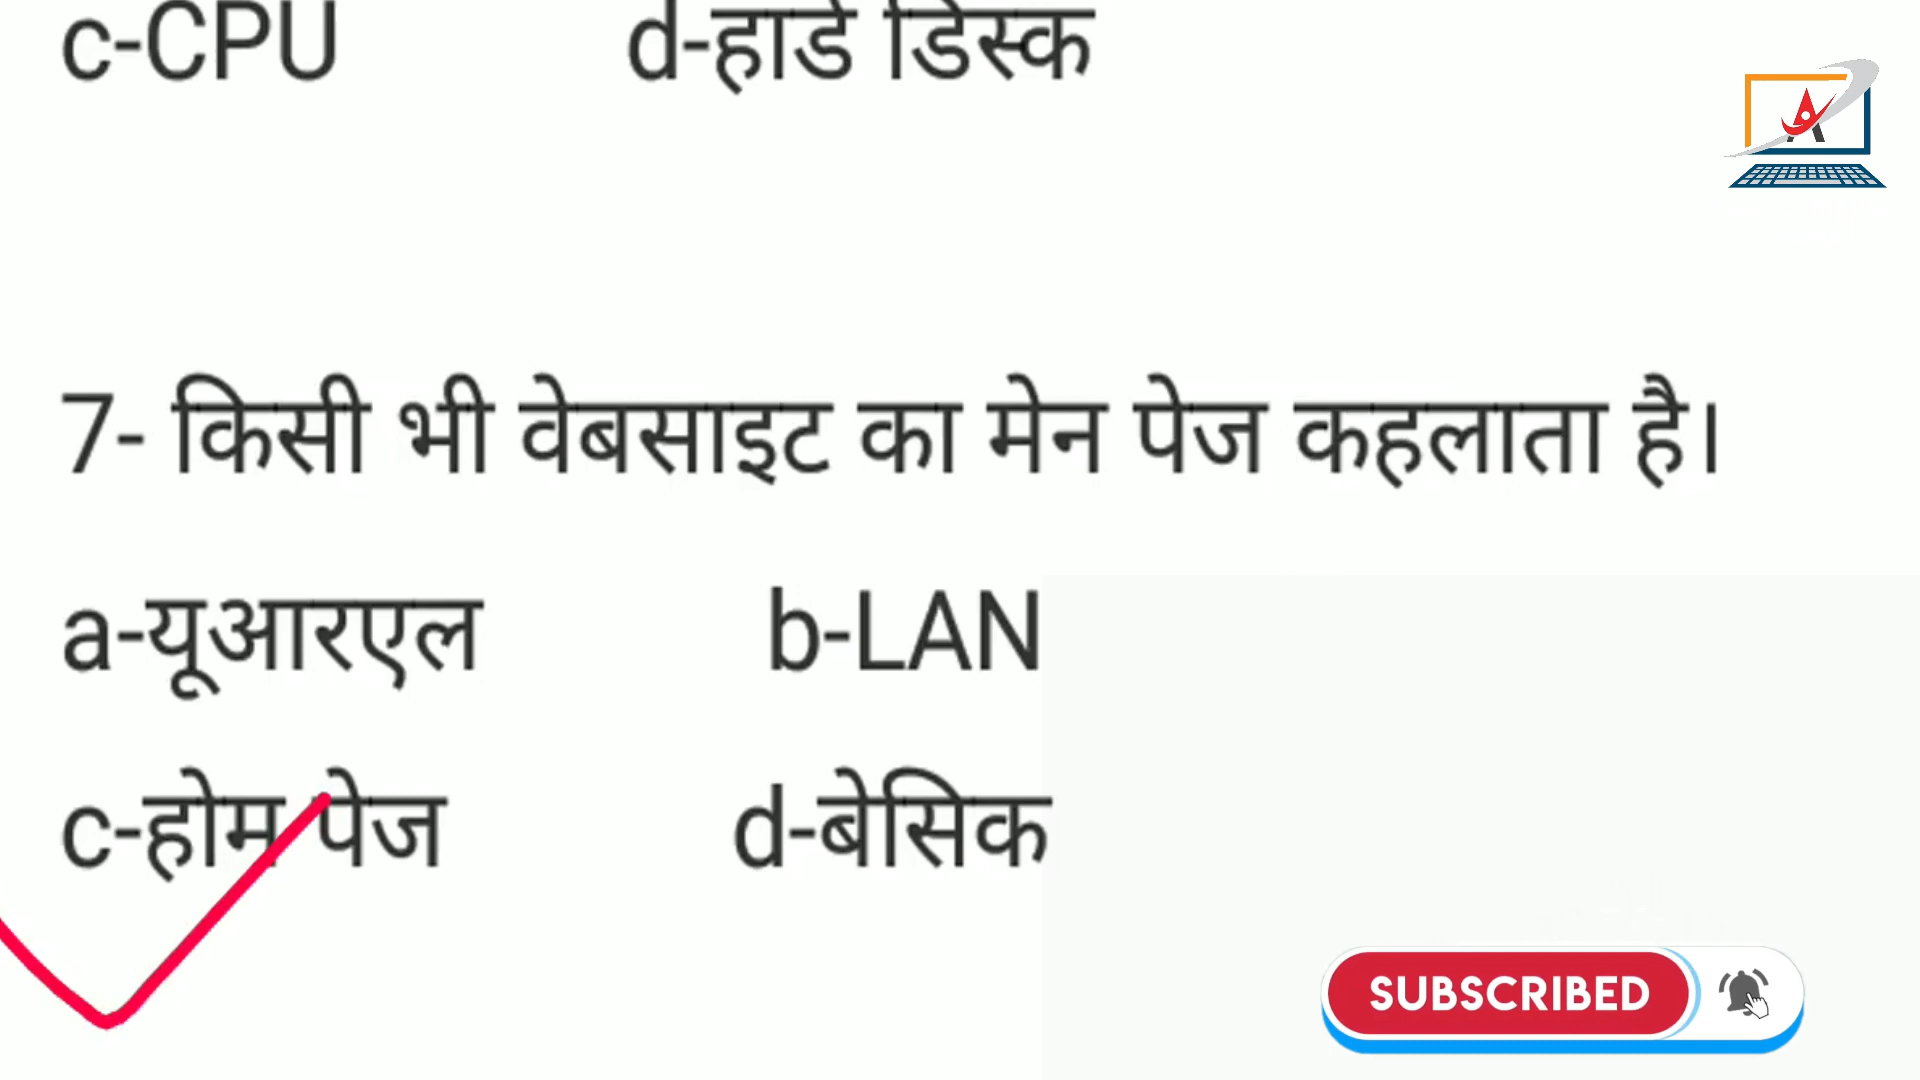 c-CPU d-हार्ड डिस्क
7- किसी भी वेबसाइट का मेन पेज कहलाता है।
a-यूआरएल b-LAN
c-होम पेज d-बेसिक
SUBSCRIBED